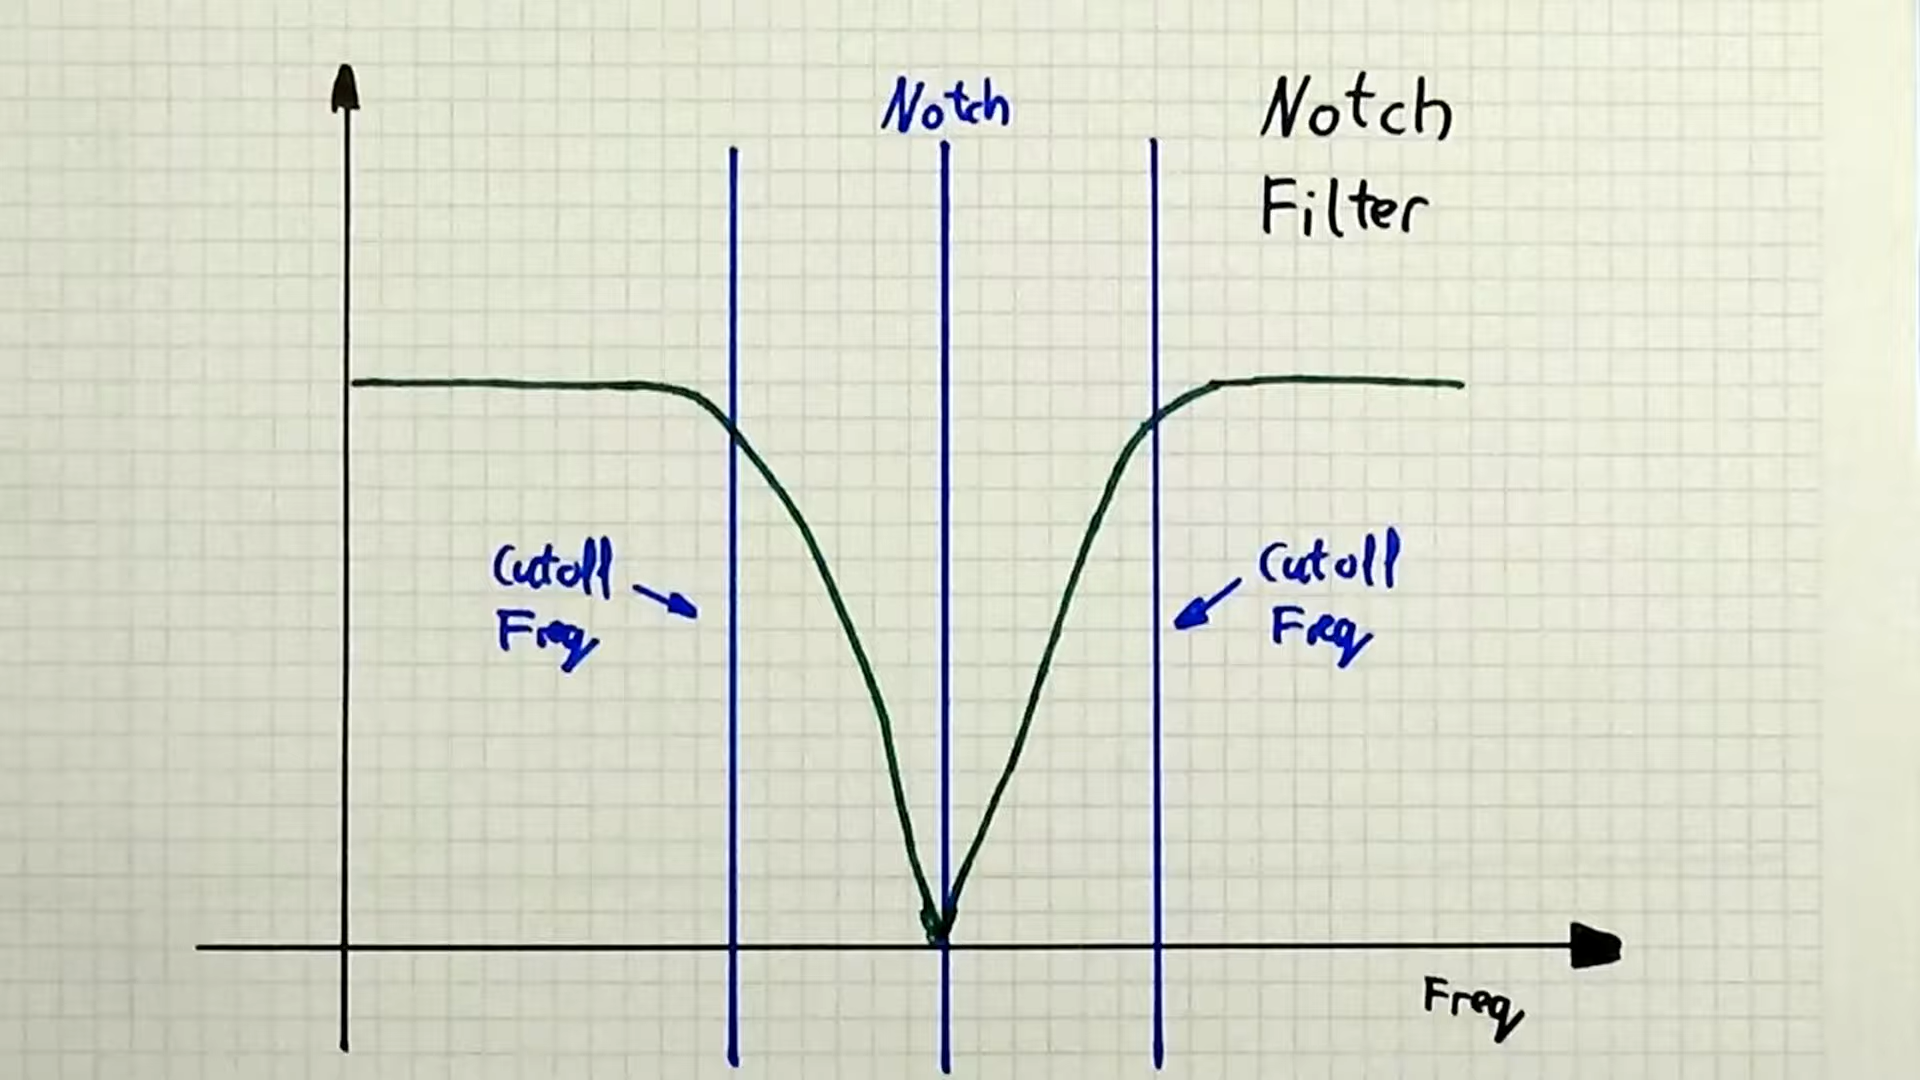 Notch
Notch
Filter
Cutoff
Freq
Cutoff
Freq
Freq